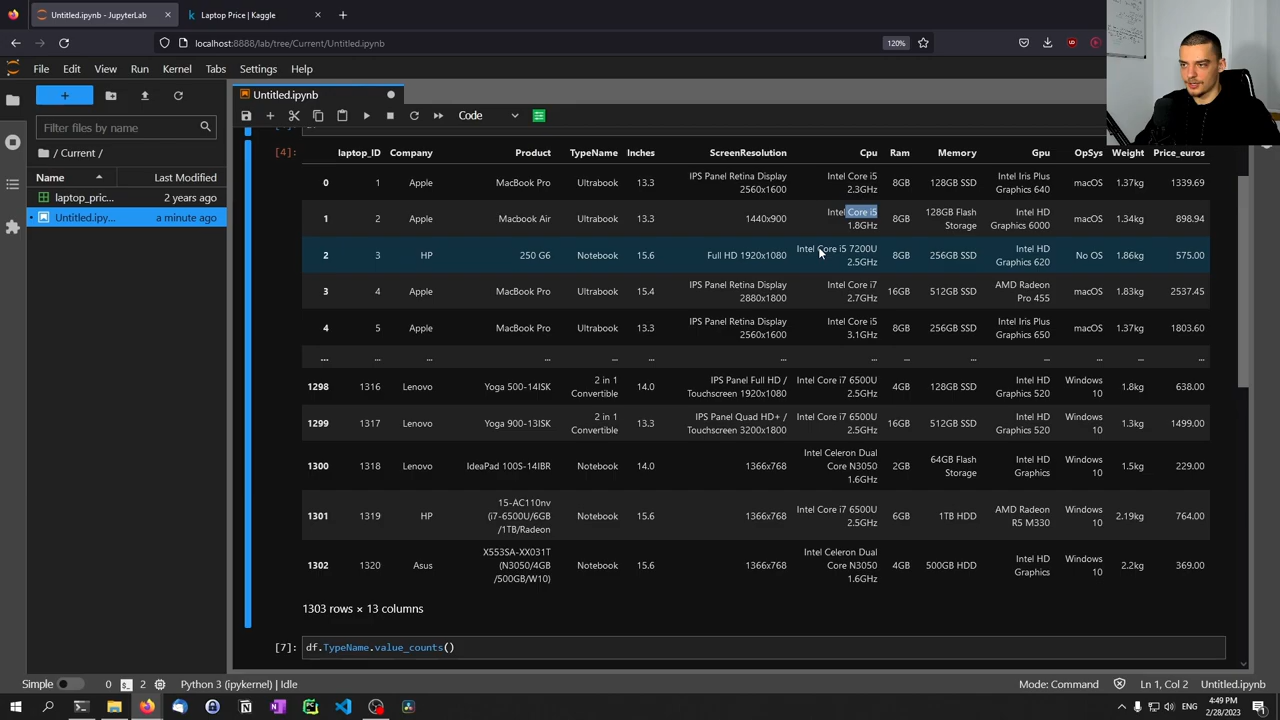 Untitled.ipynb - JupyterLab
Laptop Price | Kaggle
localhost:8888/lab/tree/Current/Untitled.ipynb
120%
File Edit View Run Kernel Tabs Settings Help
Untitled.ipynb
Filter files by name
Code
/ Current /
Name Last Modified
laptop_pric... 2 years ago
Untitled.ipy... a minute ago
[4]:
laptop_ID Company Product TypeName Inches ScreenResolution Cpu Ram Memory Gpu OpSys Weight Price_euros
0 1 Apple MacBook Pro Ultrabook 13.3 IPS Panel Retina Display 2560x1600 Intel Core i5 2.3GHz 8GB 128GB SSD Intel Iris Plus Graphics 640 macOS 1.37kg 1339.69
1 2 Apple Macbook Air Ultrabook 13.3 1440x900 Intel Core i5 1.8GHz 8GB 128GB Flash Storage Intel HD Graphics 6000 macOS 1.34kg 898.94
2 3 HP 250 G6 Notebook 15.6 Full HD 1920x1080 Intel Core i5 7200U 2.5GHz 8GB 256GB SSD Intel HD Graphics 620 No OS 1.86kg 575.00
3 4 Apple MacBook Pro Ultrabook 15.4 IPS Panel Retina Display 2880x1800 Intel Core i7 2.7GHz 16GB 512GB SSD AMD Radeon Pro 455 macOS 1.83kg 2537.45
4 5 Apple MacBook Pro Ultrabook 13.3 IPS Panel Retina Display 2560x1600 Intel Core i5 3.1GHz 8GB 256GB SSD Intel Iris Plus Graphics 650 macOS 1.37kg 1803.60
... ... ... ... ... ... ... ... ... ... ... ... ... ...
1298 1316 Lenovo Yoga 500-14ISK 2 in 1 Convertible 14.0 IPS Panel Full HD / Touchscreen 1920x1080 Intel Core i7 6500U 2.5GHz 4GB 128GB SSD Intel HD Graphics 520 Windows 10 1.8kg 638.00
1299 1317 Lenovo Yoga 900-13ISK 2 in 1 Convertible 13.3 IPS Panel Quad HD+ / Touchscreen 3200x1800 Intel Core i7 6500U 2.5GHz 16GB 512GB SSD Intel HD Graphics 520 Windows 10 1.3kg 1499.00
1300 1318 Lenovo IdeaPad 100S-14IBR Notebook 14.0 1366x768 Intel Celeron Dual Core N3050 1.6GHz 2GB 64GB Flash Storage Intel HD Graphics Windows 10 1.5kg 229.00
1301 1319 HP 15-AC110nv (i7-6500U/6GB /1TB/Radeon Notebook 15.6 1366x768 Intel Core i7 6500U 2.5GHz 6GB 1TB HDD AMD Radeon R5 M330 Windows 10 2.19kg 764.00
1302 1320 Asus X553SA-XX031T (N3050/4GB /500GB/W10) Notebook 15.6 1366x768 Intel Celeron Dual Core N3050 1.6GHz 4GB 500GB HDD Intel HD Graphics Windows 10 2.2kg 369.00
1303 rows × 13 columns
[7]: df.TypeName.value_counts()
Simple 0 2 Python 3 (ipykernel) | Idle Mode: Command Ln 1, Col 2 Untitled.ipynb
ENG
4:49 PM
2/28/2023